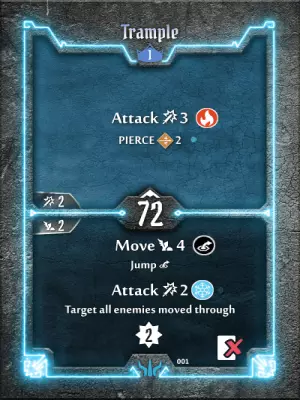 Trample
1
Attack 3
PIERCE 2
2
72
2
Move 4
Jump
Attack 2
Target all enemies moved through
2
001